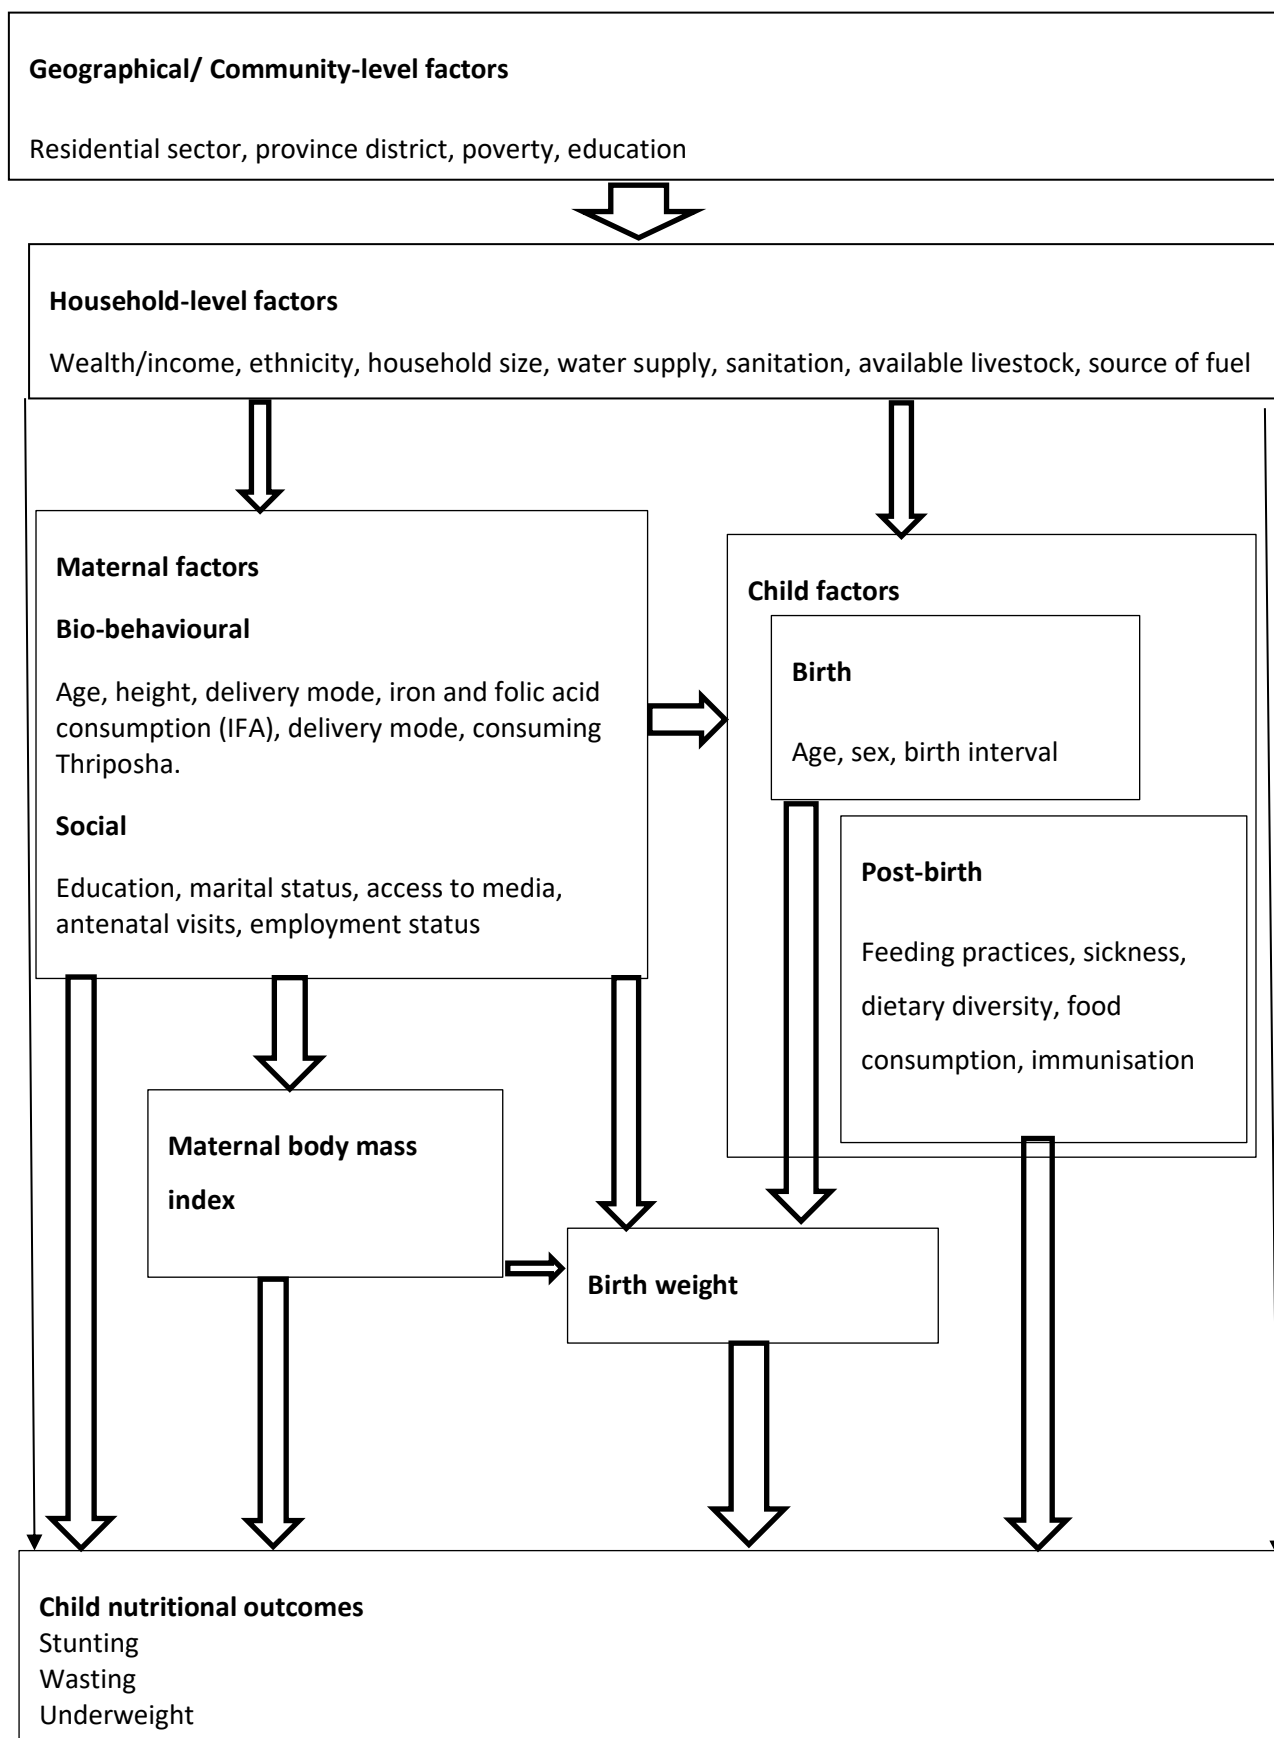 Geographical/ Community-level factors
Residential sector, province district, poverty, education
Household-level factors
Wealth/income, ethnicity, household size, water supply, sanitation, available livestock, source of fuel
Maternal factors
Bio-behavioural
Age, height, delivery mode, iron and folic acid
consumption (IFA), delivery mode, consuming
Thriposha.
Social
Education, marital status, access to media,
antenatal visits, employment status
Child factors
Birth
Age, sex, birth interval
Post-birth
Feeding practices, sickness,
dietary diversity, food
consumption, immunisation
Maternal body mass
index
Birth weight
Child nutritional outcomes
Stunting
Wasting
Underweight